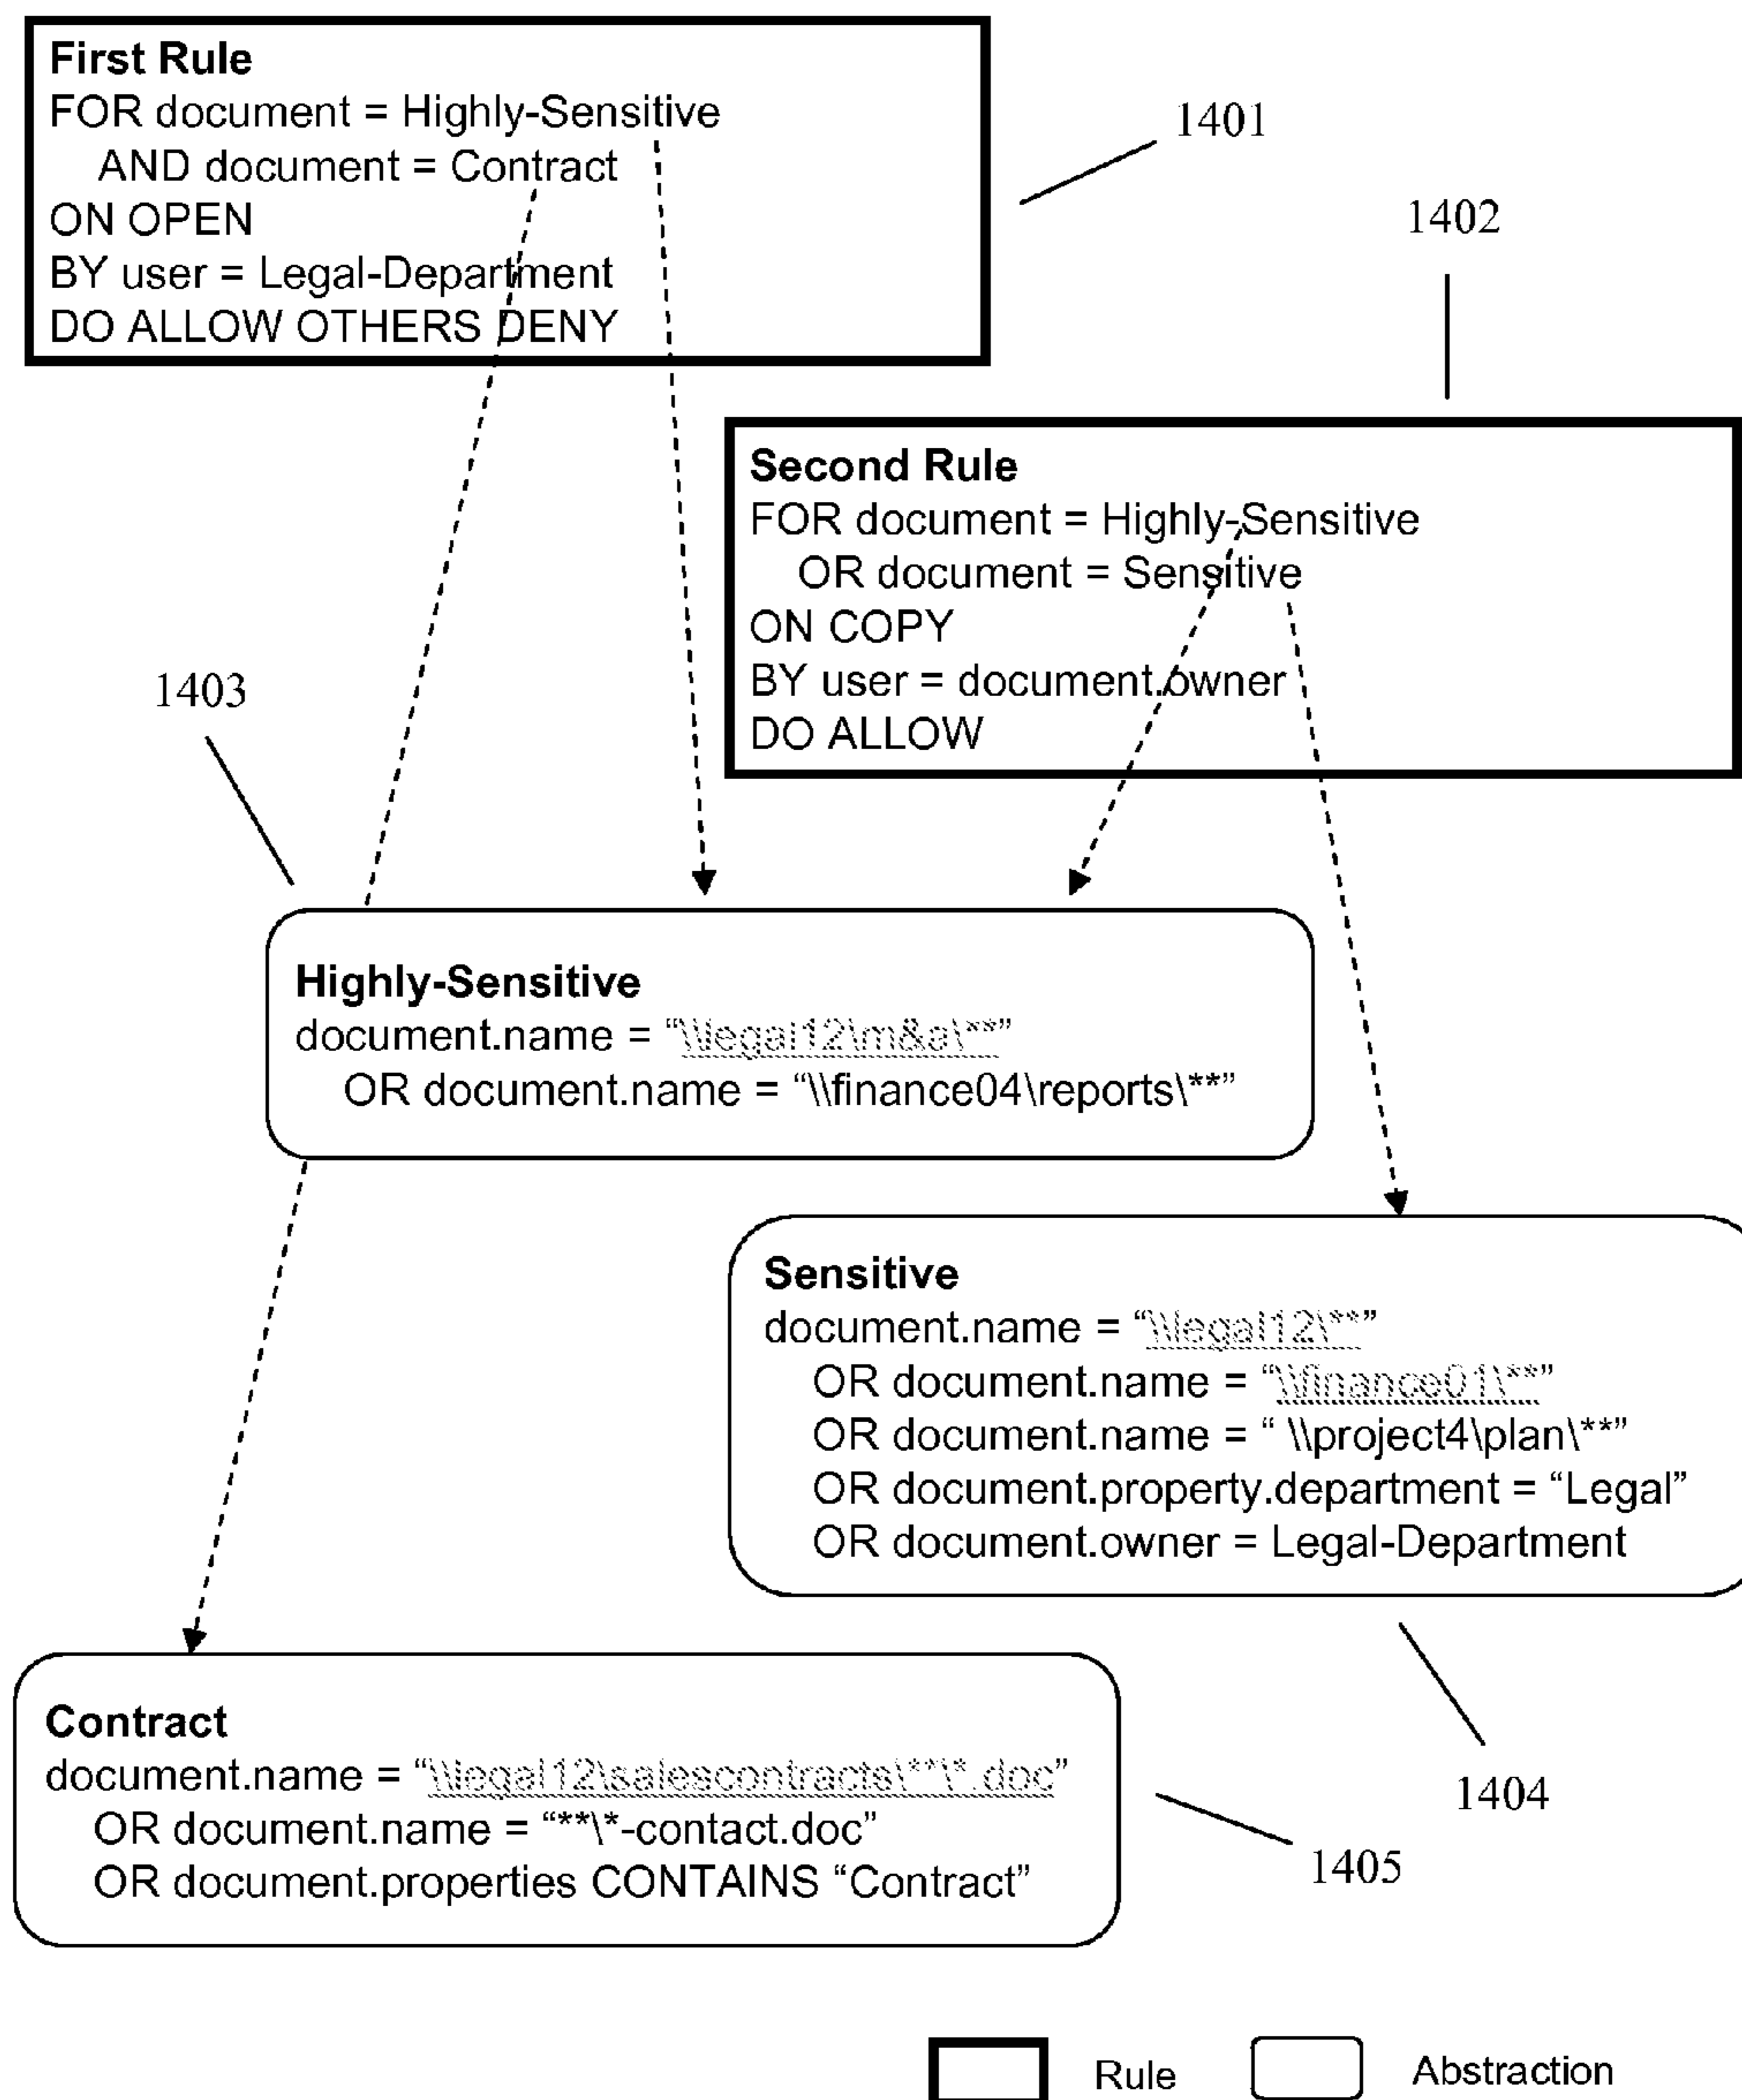 First Rule
FOR document = Highly-Sensitive
AND document = Contract
ON OPEN
BY user = Legal-Department
DO ALLOW OTHERS DENY
1401
1402
Second Rule
FOR document = Highly-Sensitive
OR document = Sensitive
ON COPY
BY user = document.owner
DO ALLOW
1403
Highly-Sensitive
document.name = “\\legal12\m&a\**”
OR document.name = “\\finance04\reports\**”
Sensitive
document.name = “\\legal12\**”
OR document.name = “\\finance01\**”
OR document.name = “ \\project4\plan\**”
OR document.property.department = “Legal”
OR document.owner = Legal-Department
1404
Contract
document.name = “\\legal12\salescontracts\**\*.doc”
OR document.name = “**\*-contact.doc”
OR document.properties CONTAINS “Contract”
1405
Rule
Abstraction